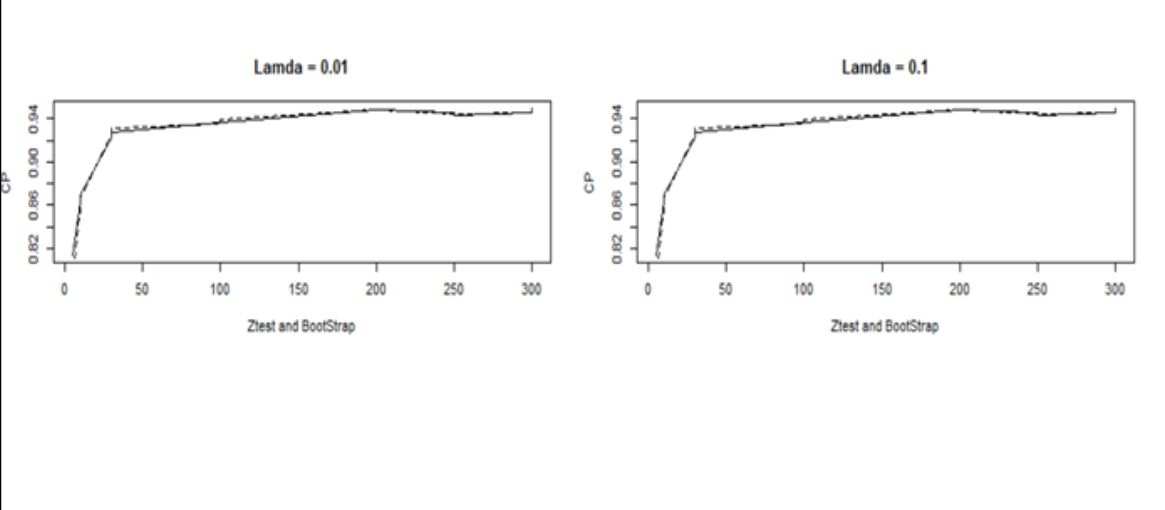 Lamda = 0.01
CP
0.94
0.90
0.86
0.82
0 50 100 150 200 250 300
Ztest and BootStrap
Lamda = 0.1
CP
0.94
0.90
0.86
0.82
0 50 100 150 200 250 300
Ztest and BootStrap